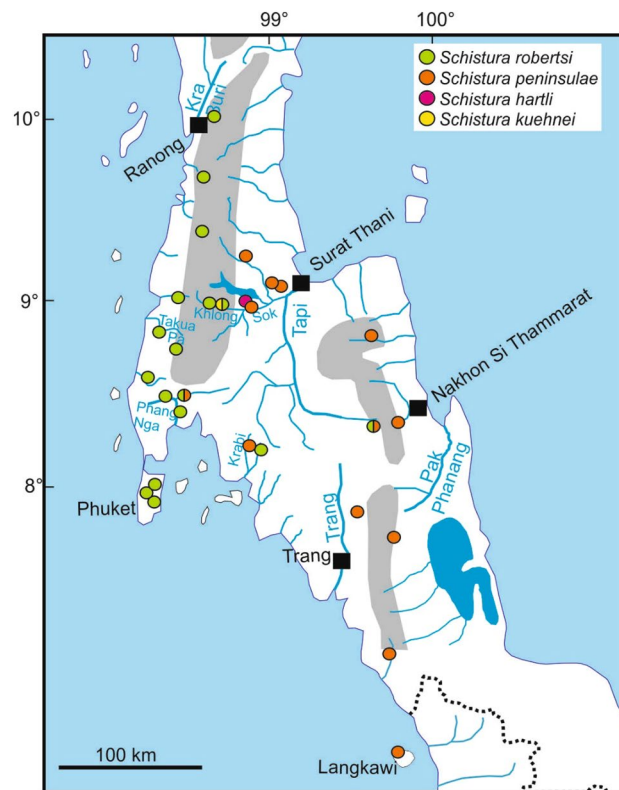 99° 100°
Schistura robertsi
Schistura peninsulae
Schistura hartli
Schistura kuehnei
Kra
Buri
10°
Ranong
Surat Thani
9°
Khlong
Sok
Takua
Pa
Tapi
Nakhon Si Thammarat
Phang
Nga
Krabi
8°
Pak
Phanang
Phuket
Trang
Trang
100 km
Langkawi